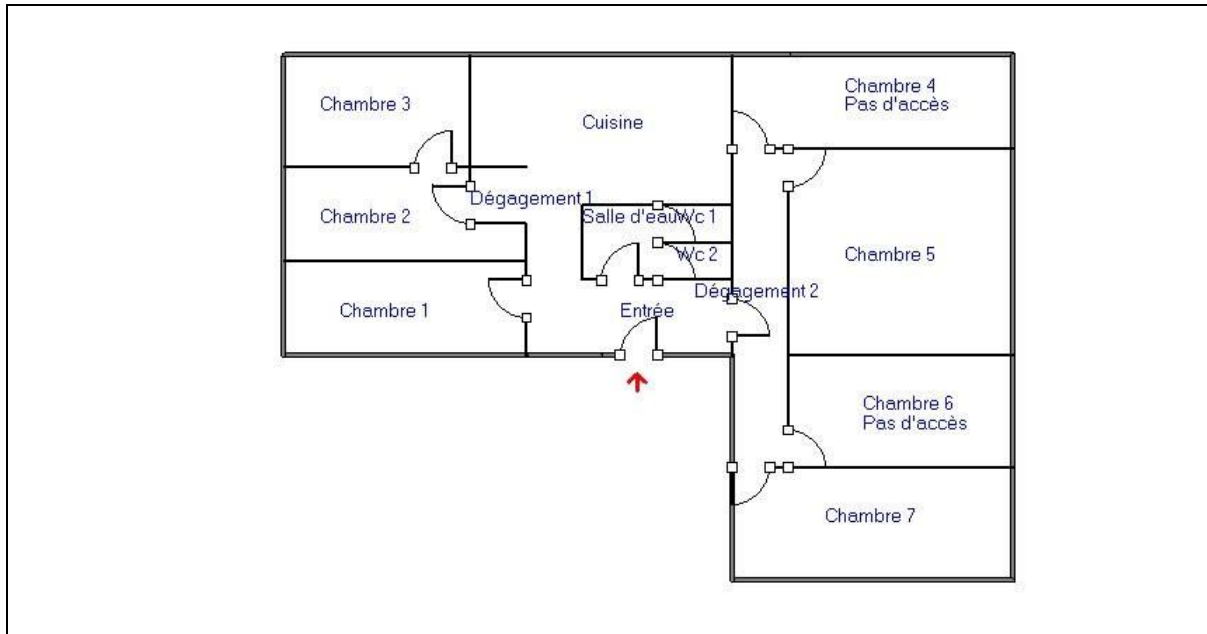 Chambre 3
Cuisine
Chambre 4
Pas d'accès
Dégagement 1
Chambre 2
Salle d'eau
Wc 1
Wc 2
Chambre 5
Dégagement 2
Chambre 1
Entrée
Chambre 6
Pas d'accès
Chambre 7